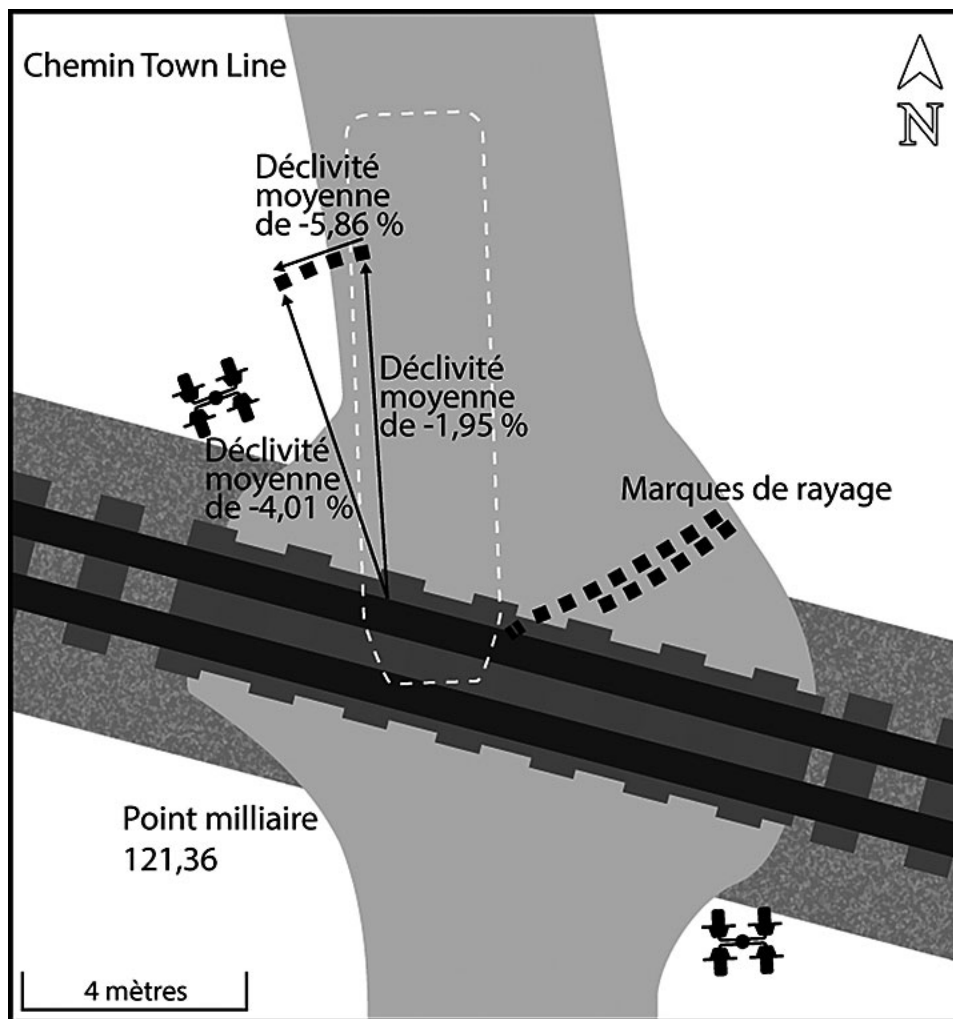 Chemin Town Line
N
Déclivité
moyenne
de -5,86 %
Déclivité
moyenne
de -1,95 %
Déclivité
moyenne
de -4,01 %
Marques de rayage
Point milliaire
121,36
4 mètres